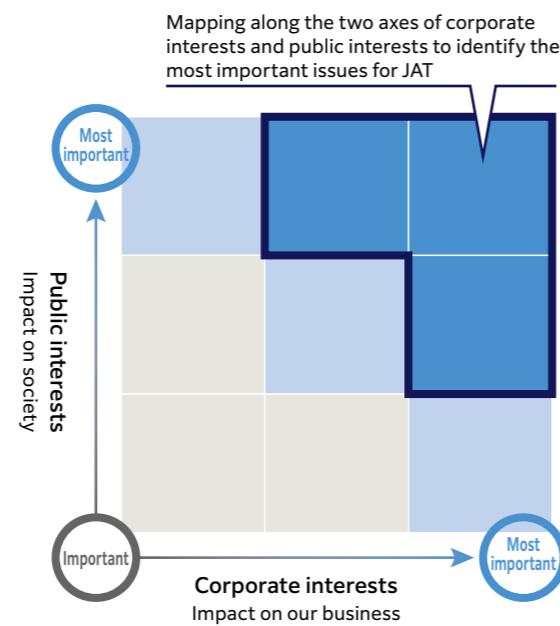 Mapping along the two axes of corporate
interests and public interests to identify the
most important issues for JAT
Most
important
Public interests
Impact on society
Important
Most
important
Corporate interests
Impact on our business